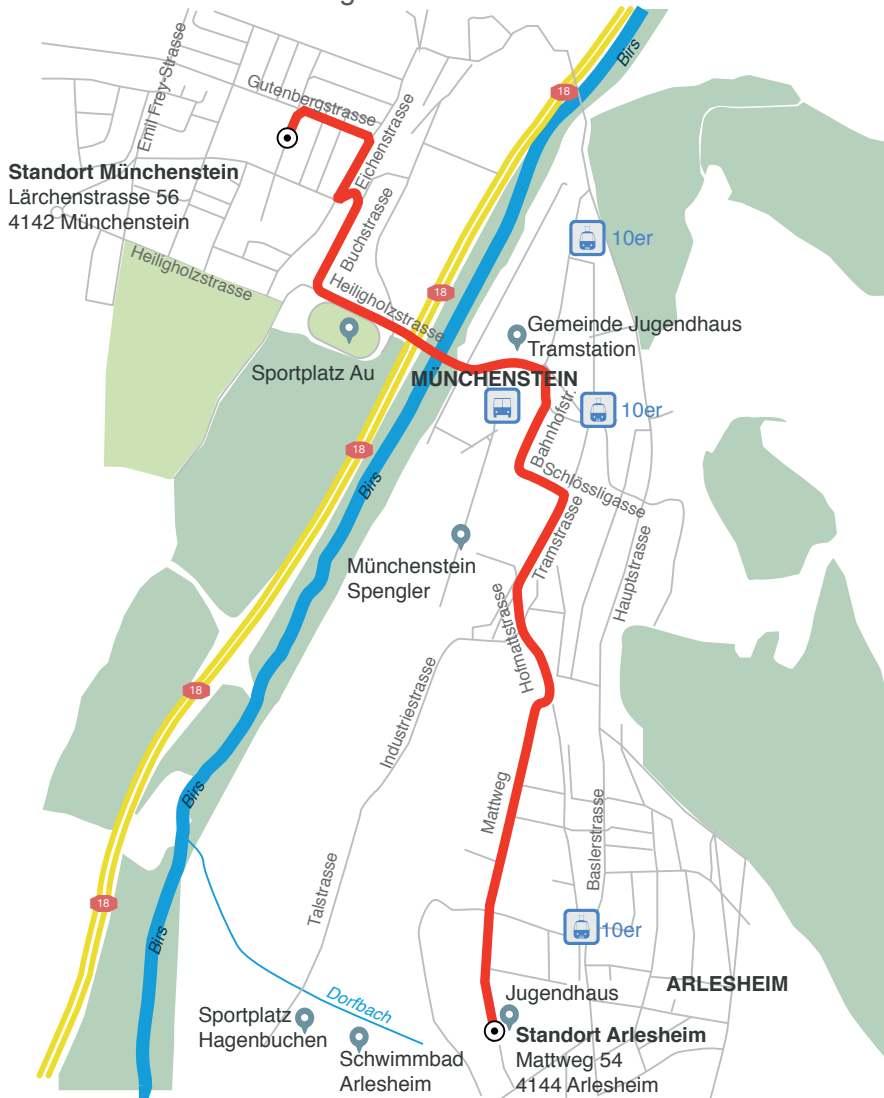 Birs
18
Emil Frey-Strasse
Gutenbergstrasse
Eichenstrasse
Standort Münchenstein
Lärchenstrasse 56
4142 Münchenstein
Buchstrasse
10er
Heiligholzstrasse
Heiligholzstrasse
18
Gemeinde Jugendhaus
Tramstation
Sportplatz Au
MÜNCHENSTEIN
10er
Bahnhofstr.
18
Birs
Schlössligasse
Tramstrasse
Hauptstrasse
Münchenstein
Spengler
Hofmattstrasse
18
Industriestrasse
Birs
Mattweg
Baslerstrasse
Talstrasse
18
Birs
10er
ARLESHEIM
Dorfbach
Jugendhaus
Sportplatz
Hagenbuchen
Standort Arlesheim
Mattweg 54
4144 Arlesheim
Schwimmbad
Arlesheim